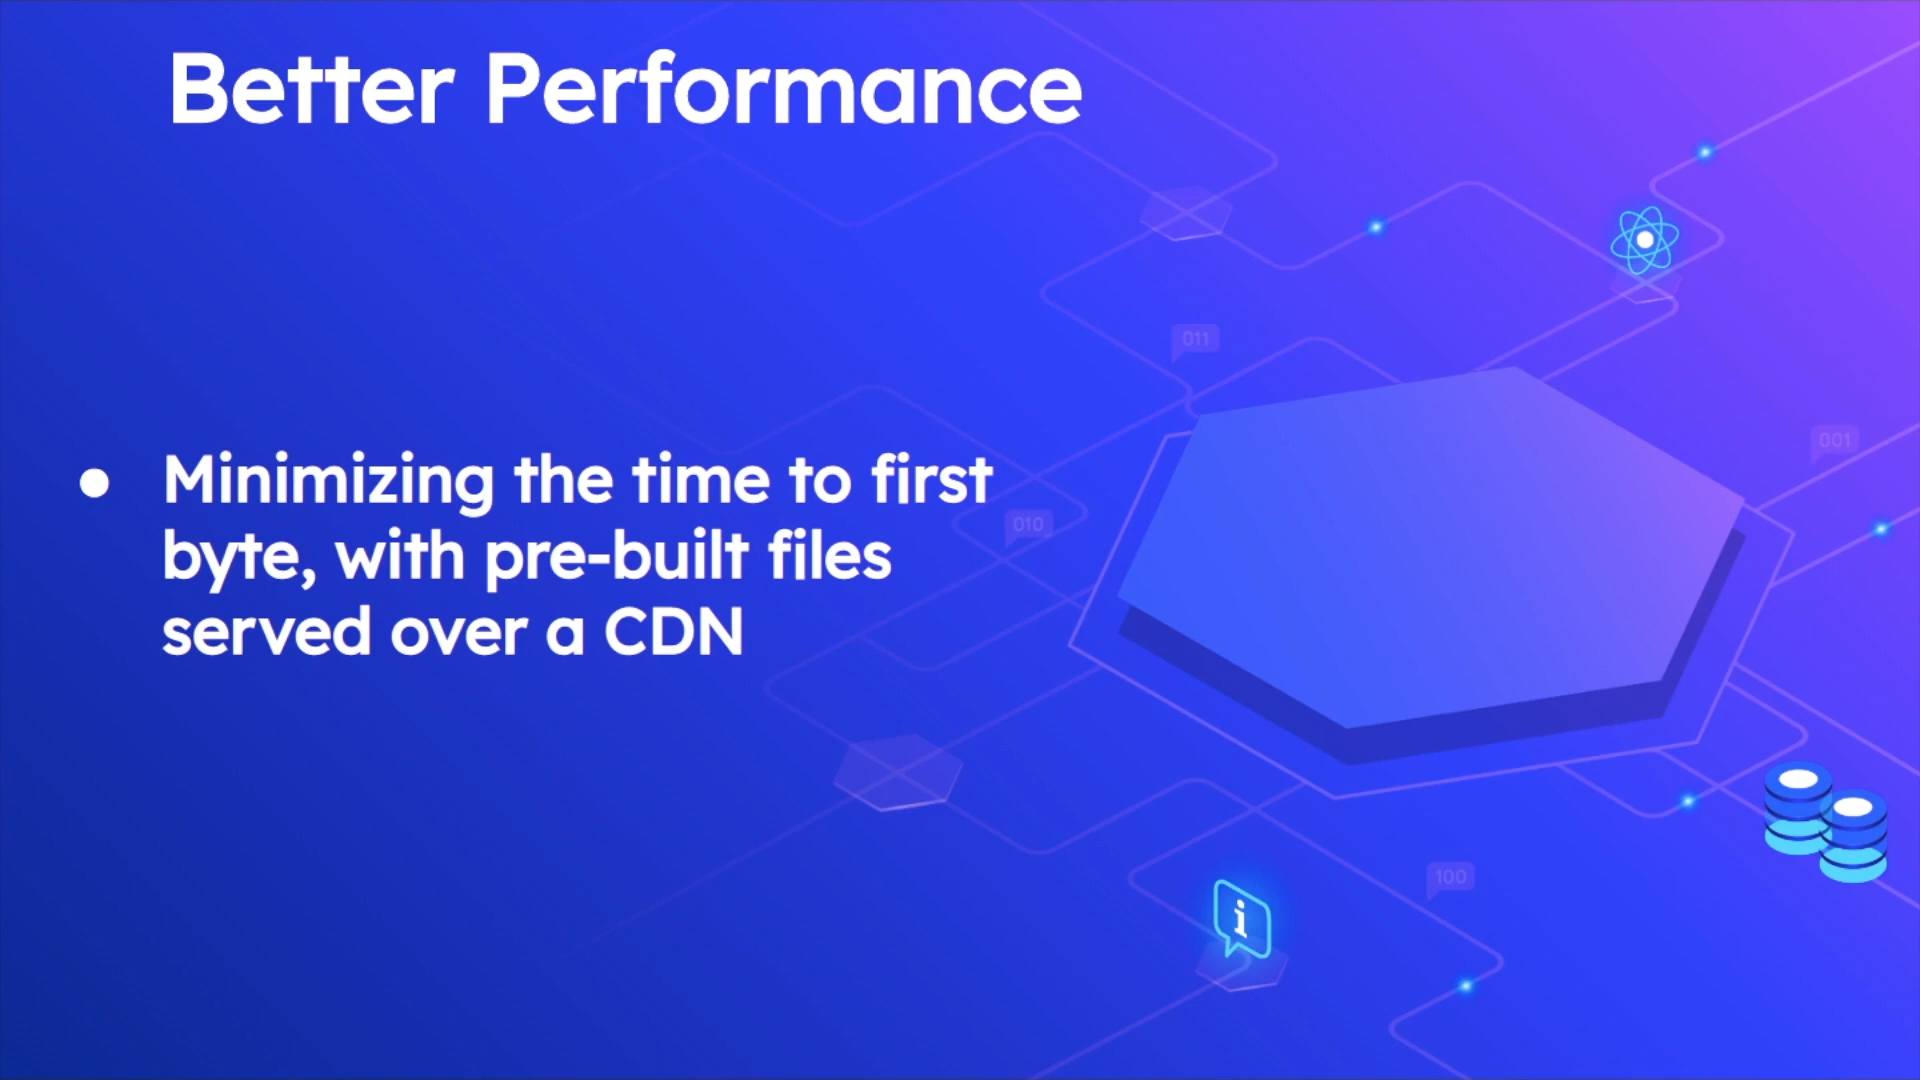 Better Performance
011
001
● Minimizing the time to first
byte, with pre-built files
served over a CDN
010
100
i